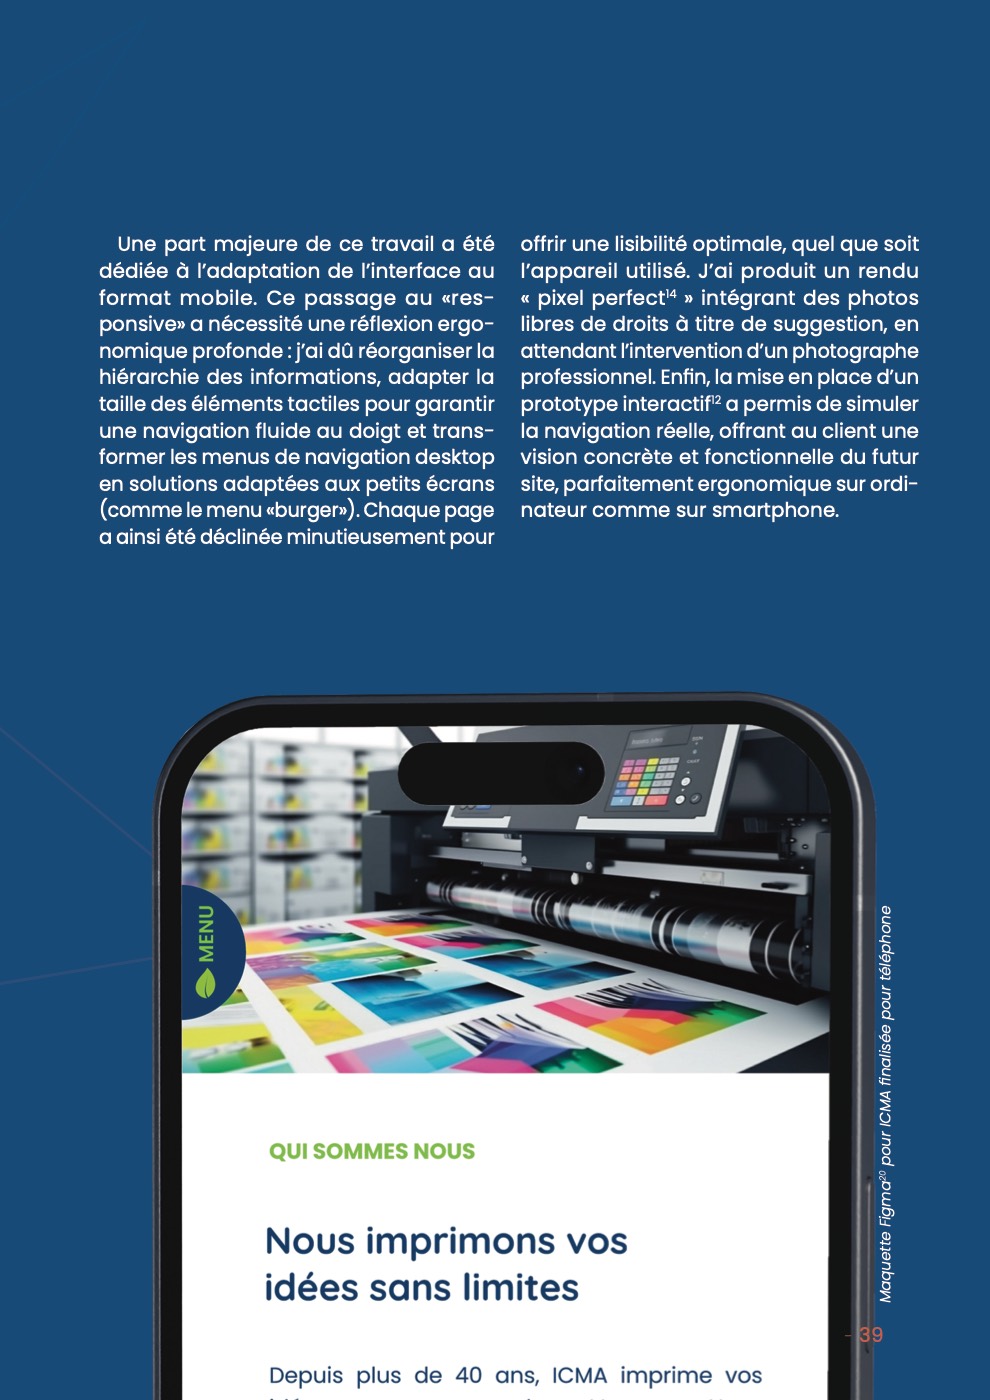 Une part majeure de ce travail a été
dédiée à l’adaptation de l’interface au
format mobile. Ce passage au «res-
ponsive» a nécessité une réflexion ergo-
nomique profonde : j’ai dû réorganiser la
hiérarchie des informations, adapter la
taille des éléments tactiles pour garantir
une navigation fluide au doigt et trans-
former les menus de navigation desktop
en solutions adaptées aux petits écrans
(comme le menu «burger»). Chaque page
a ainsi été déclinée minutieusement pour
offrir une lisibilité optimale, quel que soit
l’appareil utilisé. J’ai produit un rendu
« pixel perfect¹⁴ » intégrant des photos
libres de droits à titre de suggestion, en
attendant l’intervention d’un photographe
professionnel. Enfin, la mise en place d’un
prototype interactif¹² a permis de simuler
la navigation réelle, offrant au client une
vision concrète et fonctionnelle du futur
site, parfaitement ergonomique sur ordi-
nateur comme sur smartphone.
MENU
QUI SOMMES NOUS
Nous imprimons vos
idées sans limites
Depuis plus de 40 ans, ICMA imprime vos
Maquette Figma²⁰ pour ICMA finalisée pour téléphone
- 39